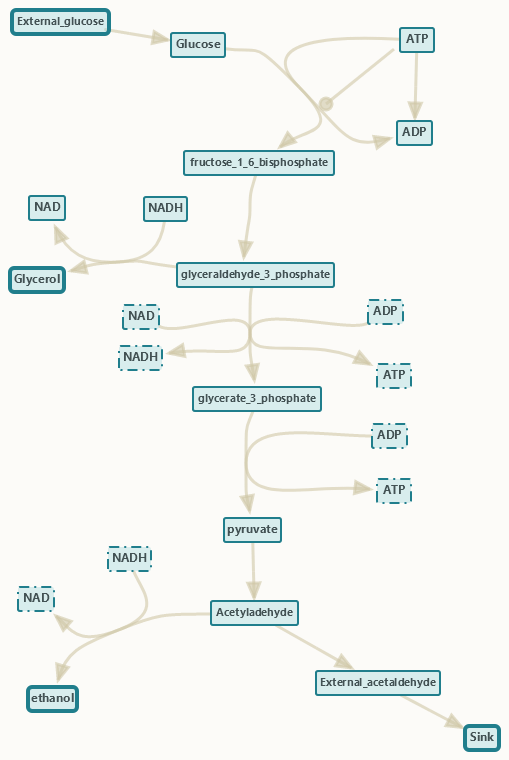 External_glucose
Glucose
ATP
ADP
fructose_1_6_bisphosphate
NAD
NADH
Glycerol
glyceraldehyde_3_phosphate
NAD
ADP
NADH
ATP
glycerate_3_phosphate
ADP
ATP
pyruvate
NADH
NAD
Acetyladehyde
External_acetaldehyde
ethanol
Sink